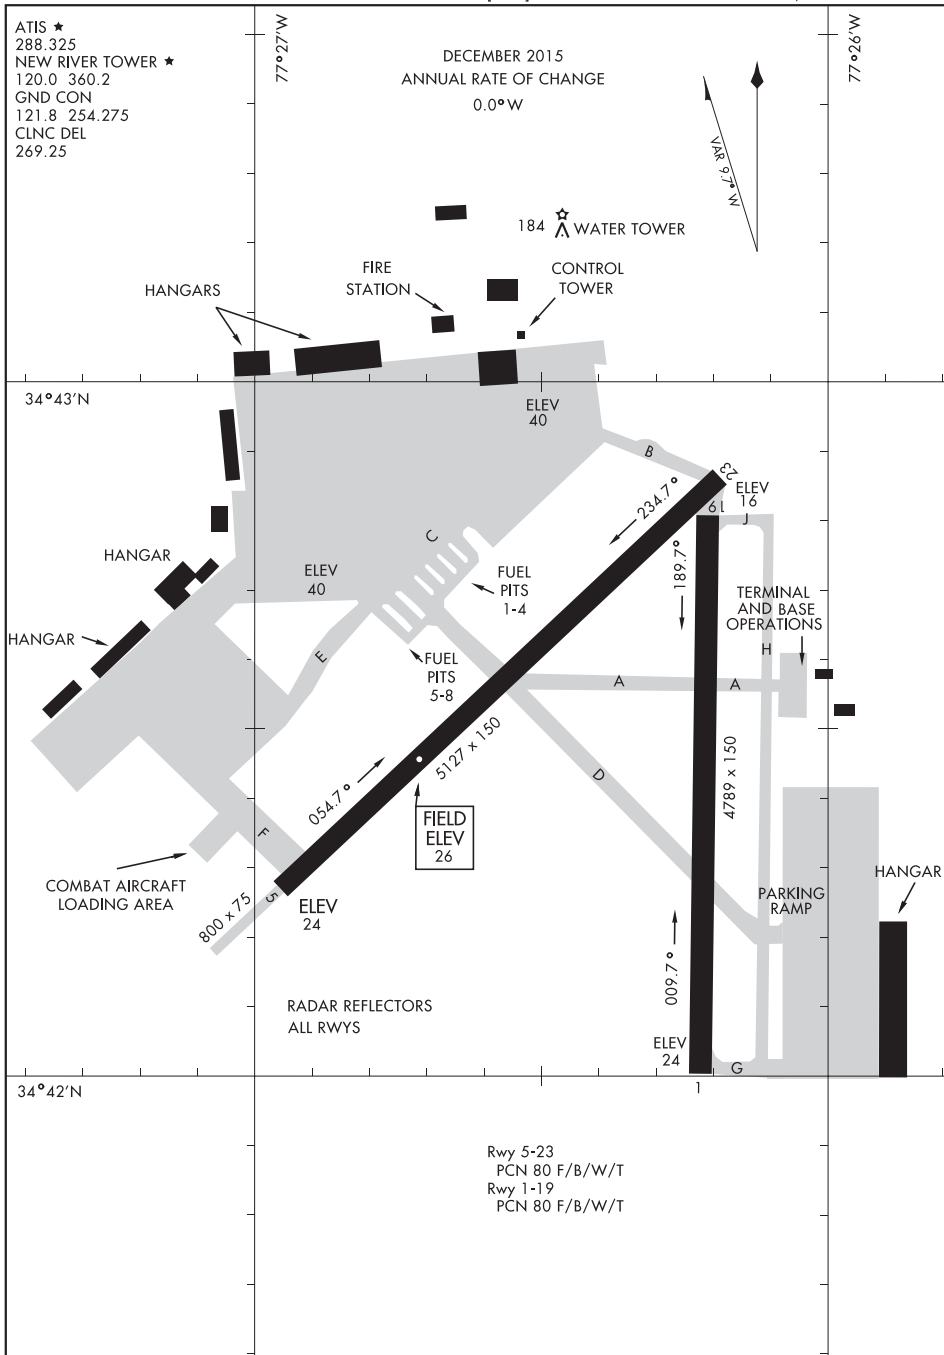 ATIS ★
288.325
NEW RIVER TOWER ★
120.0 360.2
GND CON
121.8 254.275
CLNC DEL
269.25
77°27'W
DECEMBER 2015
ANNUAL RATE OF CHANGE
0.0°W
77°26'W
VAR 9.7° W
184
WATER TOWER
HANGARS
FIRE
STATION
CONTROL
TOWER
34°43'N
ELEV
40
B
23
ELEV
16
J
19
234.7°
189.7°
C
HANGAR
ELEV
40
FUEL
PITS
1-4
TERMINAL
AND BASE
OPERATIONS
HANGAR
E
FUEL
PITS
5-8
H
A
A
5127 x 150
4789 x 150
D
054.7°
FIELD
ELEV
26
F
COMBAT AIRCRAFT
LOADING AREA
800 x 75
5
ELEV
24
PARKING
RAMP
HANGAR
009.7°
RADAR REFLECTORS
ALL RWYS
ELEV
24
G
34°42'N
1
Rwy 5-23
PCN 80 F/B/W/T
Rwy 1-19
PCN 80 F/B/W/T